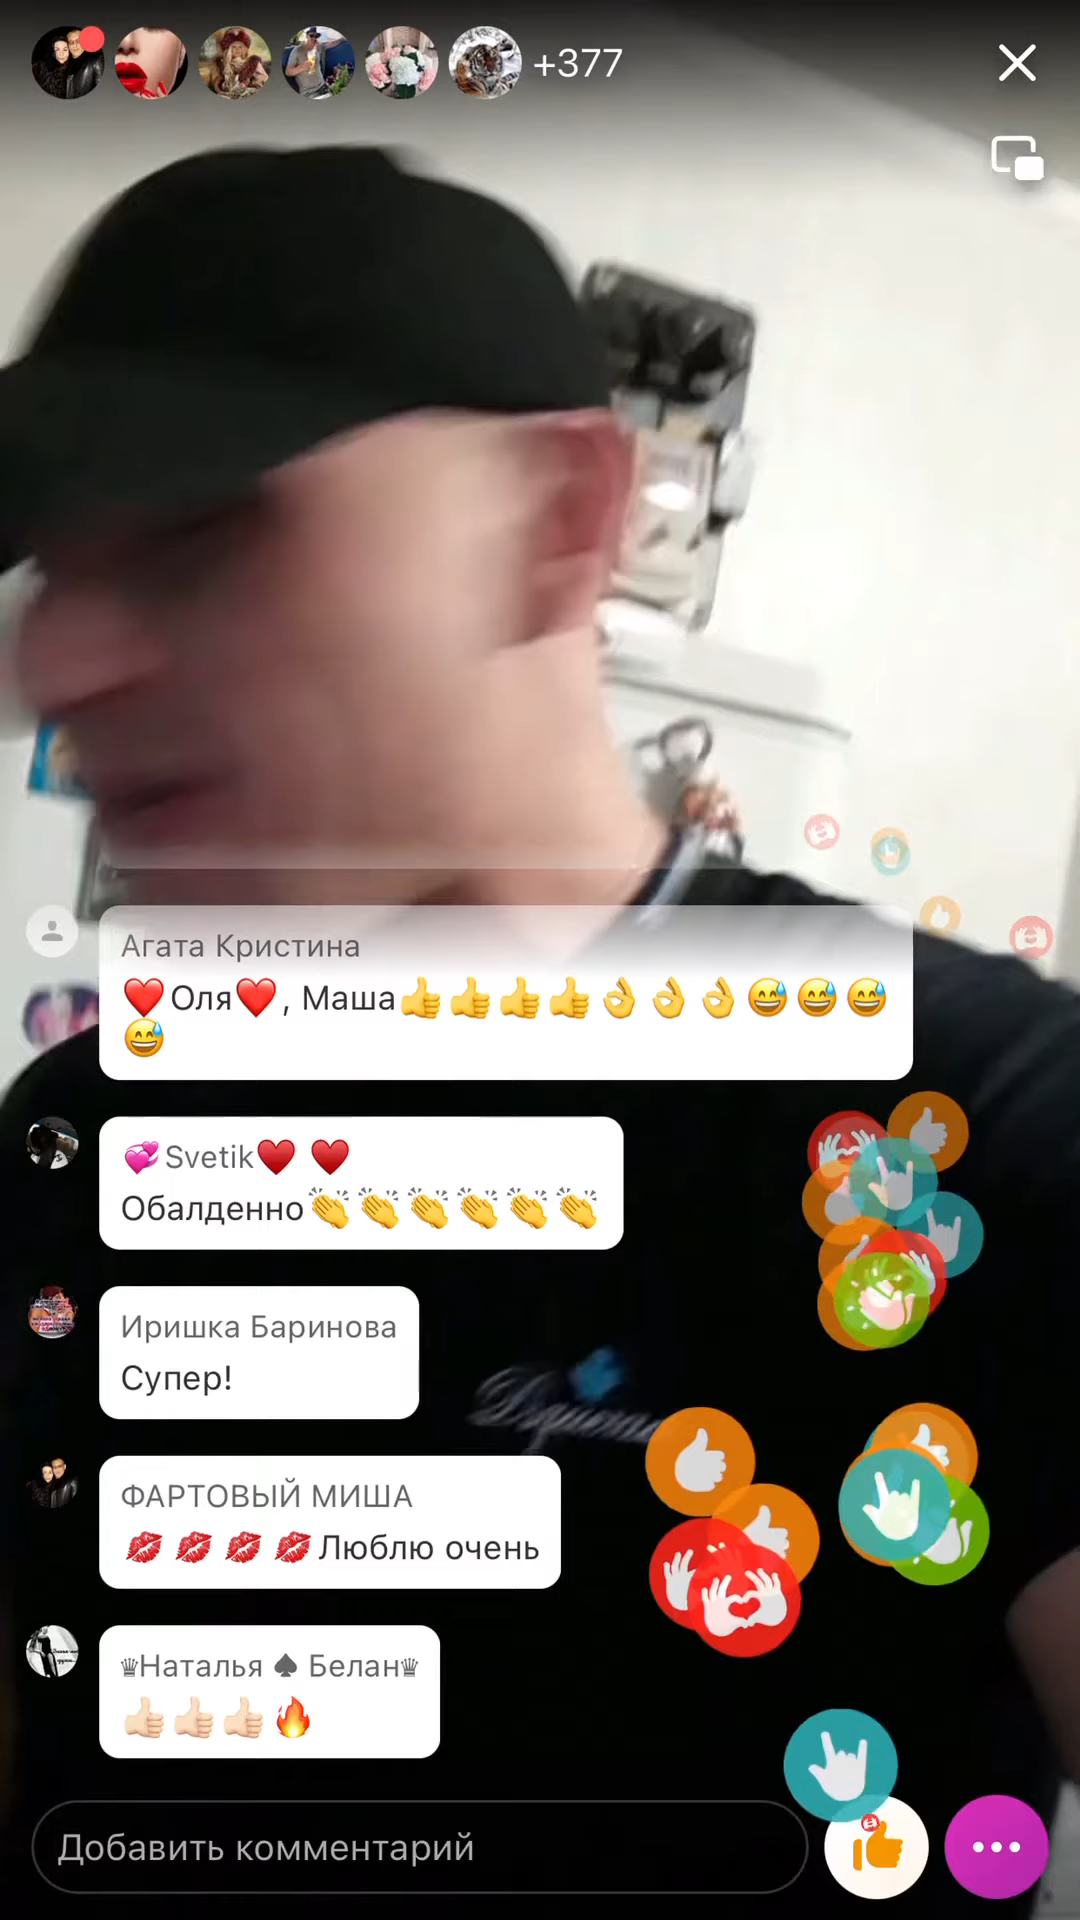 +377
Агата Кристина
❤️Оля❤️, Маша👍👍👍👍👌👌👌😅😅😅
😅
💞Svetik♥️ ♥️
Обалденно👏👏👏👏👏👏
Иришка Баринова
Супер!
ФАРТОВЫЙ МИША
💋💋💋💋Люблю очень
♛Наталья ♠ Белан♛
👍🏻👍🏻👍🏻🔥
Добавить комментарий